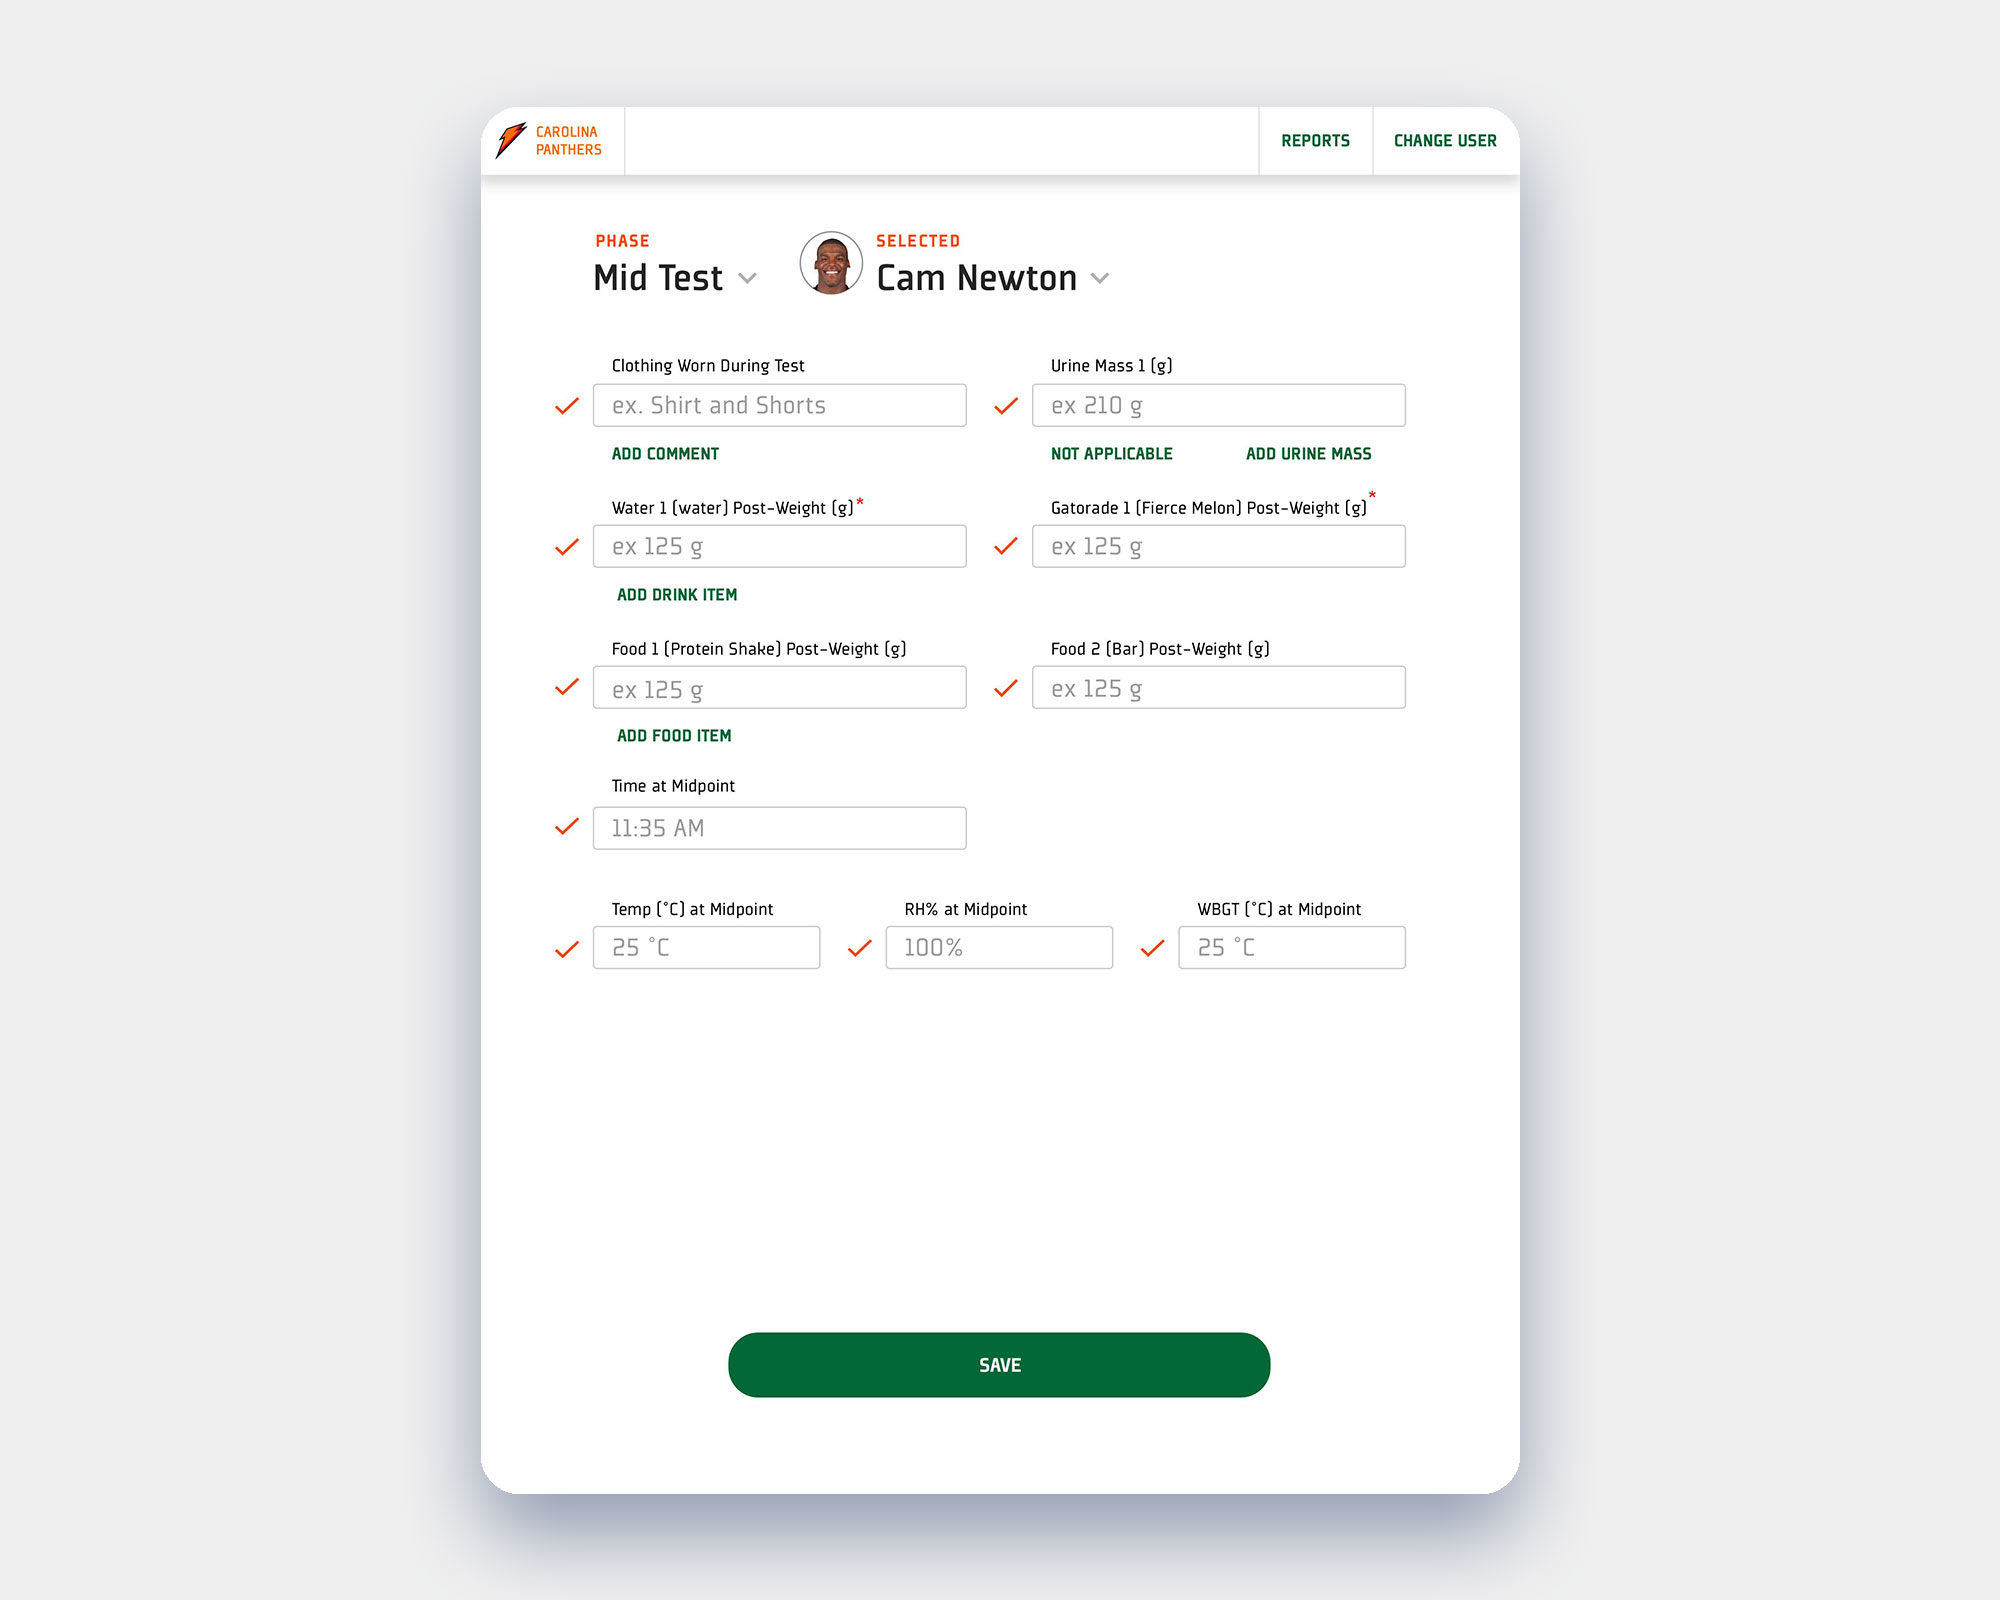 CAROLINA
PANTHERS
REPORTS
CHANGE USER
PHASE
Mid Test
SELECTED
Cam Newton
Clothing Worn During Test
Urine Mass 1 (g)
ex. Shirt and Shorts
ex 210 g
ADD COMMENT
NOT APPLICABLE
ADD URINE MASS
Water 1 (water) Post-Weight (g)*
Gatorade 1 (Fierce Melon) Post-Weight (g)*
ex 125 g
ex 125 g
ADD DRINK ITEM
Food 1 (Protein Shake) Post-Weight (g)
Food 2 (Bar) Post-Weight (g)
ex 125 g
ex 125 g
ADD FOOD ITEM
Time at Midpoint
11:35 AM
Temp (°C) at Midpoint
RH% at Midpoint
WBGT (°C) at Midpoint
25 °C
100%
25 °C
SAVE